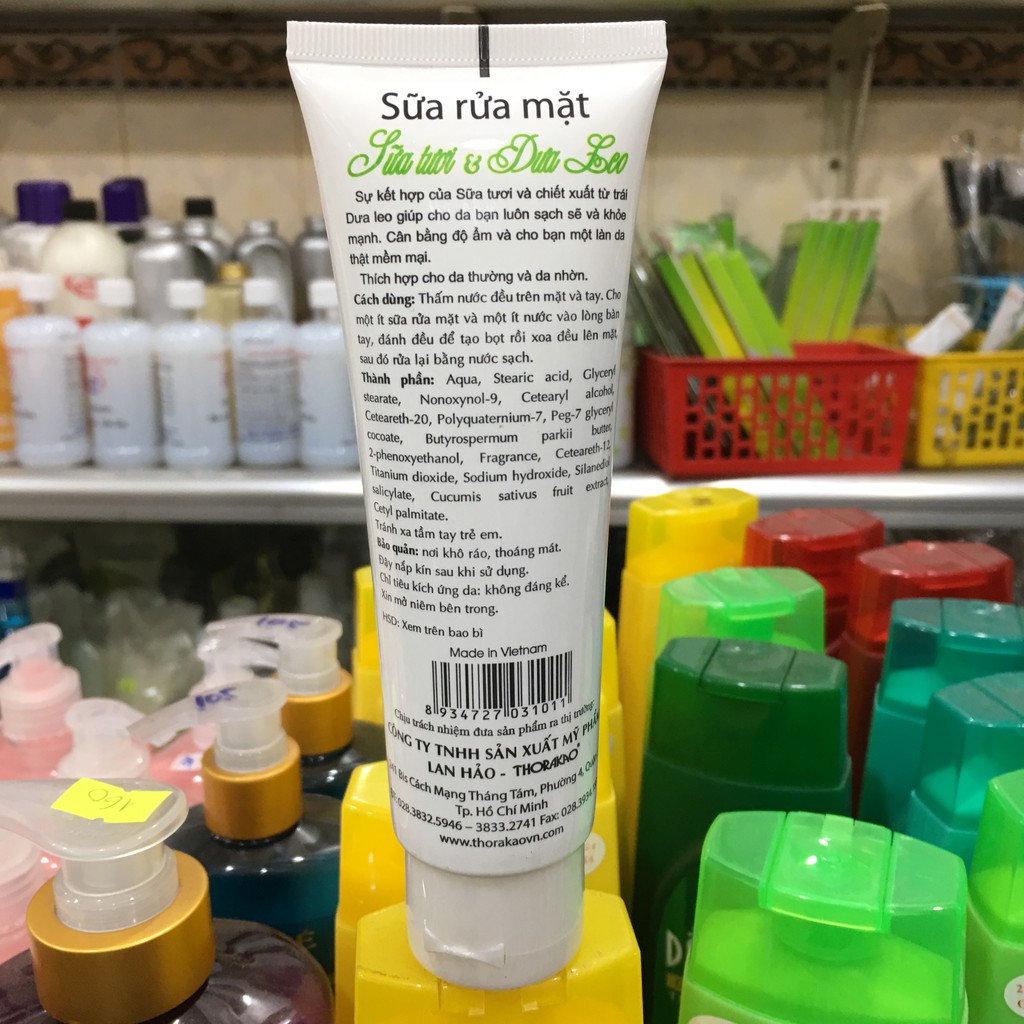 Sữa rửa mặt
Sữa tươi & Dưa Leo
Sự kết hợp của Sữa tươi và chiết xuất từ trái
Dưa leo giúp cho da bạn luôn sạch sẽ và khỏe
mạnh. Cân bằng độ ẩm và cho bạn một làn da
thật mềm mại.
Thích hợp cho da thường và da nhờn.
Cách dùng: Thấm nước đều trên mặt và tay. Cho
một ít sữa rửa mặt và một ít nước vào lòng bàn
tay, đánh đều để tạo bọt rồi xoa đều lên mặt,
sau đó rửa lại bằng nước sạch.
Thành phần: Aqua, Stearic acid, Glyceryl
stearate, Nonoxynol-9, Cetearyl alcohol,
Ceteareth-20, Polyquaternium-7, Peg-7 glyceryl
cocoate, Butyrospermum parkii butter,
2-phenoxyethanol, Fragrance, Ceteareth-12,
Titanium dioxide, Sodium hydroxide, Silanediol
salicylate, Cucumis sativus fruit extract,
Cetyl palmitate.
Tránh xa tầm tay trẻ em.
Bảo quản: nơi khô ráo, thoáng mát.
Đậy nắp kín sau khi sử dụng.
Chỉ tiêu kích ứng da: không đáng kể.
Xin mở niêm bên trong.
HSD: Xem trên bao bì
Made in Vietnam
8 934727 031011
Chịu trách nhiệm đưa sản phẩm ra thị trường:
CÔNG TY TNHH SẢN XUẤT MỸ PHẨM
LAN HẢO - THORAKAO
Bis Cách Mạng Tháng Tám, Phường 4,
Tp. Hồ Chí Minh
028.3832.5946 – 3833.2741 Fax:
www.thorakaovn.com
105
105
160